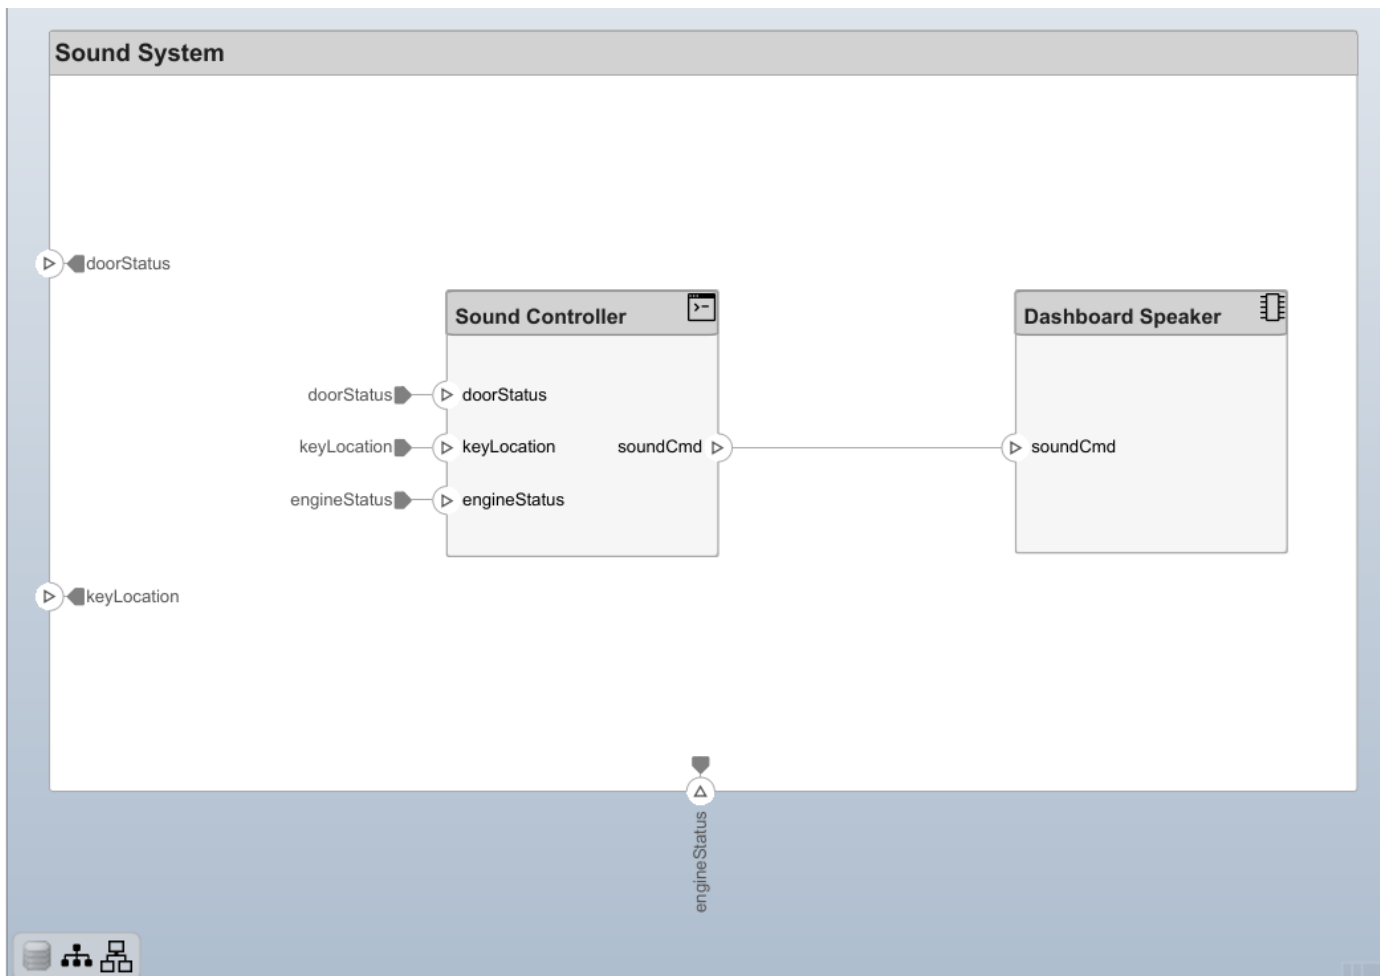 Sound System
doorStatus
Sound Controller
Dashboard Speaker
doorStatus
doorStatus
keyLocation
keyLocation
soundCmd
soundCmd
engineStatus
engineStatus
keyLocation
engineStatus